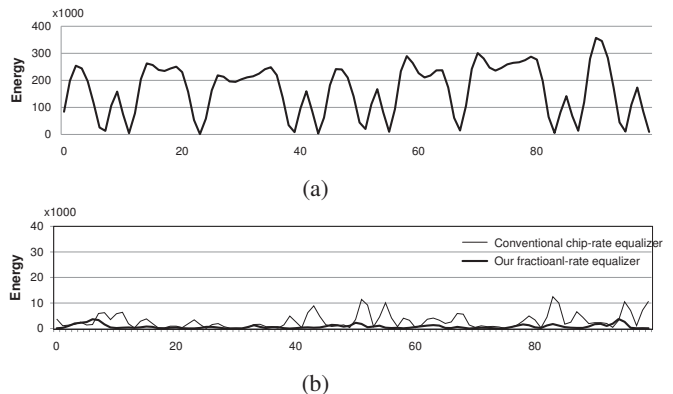 x1000
400
300
200
100
0
Energy
0 20 40 60 80
(a)
x1000
40
30
20
10
0
Energy
Conventional chip-rate equalizer
Our fractioanl-rate equalizer
0 20 40 60 80
(b)